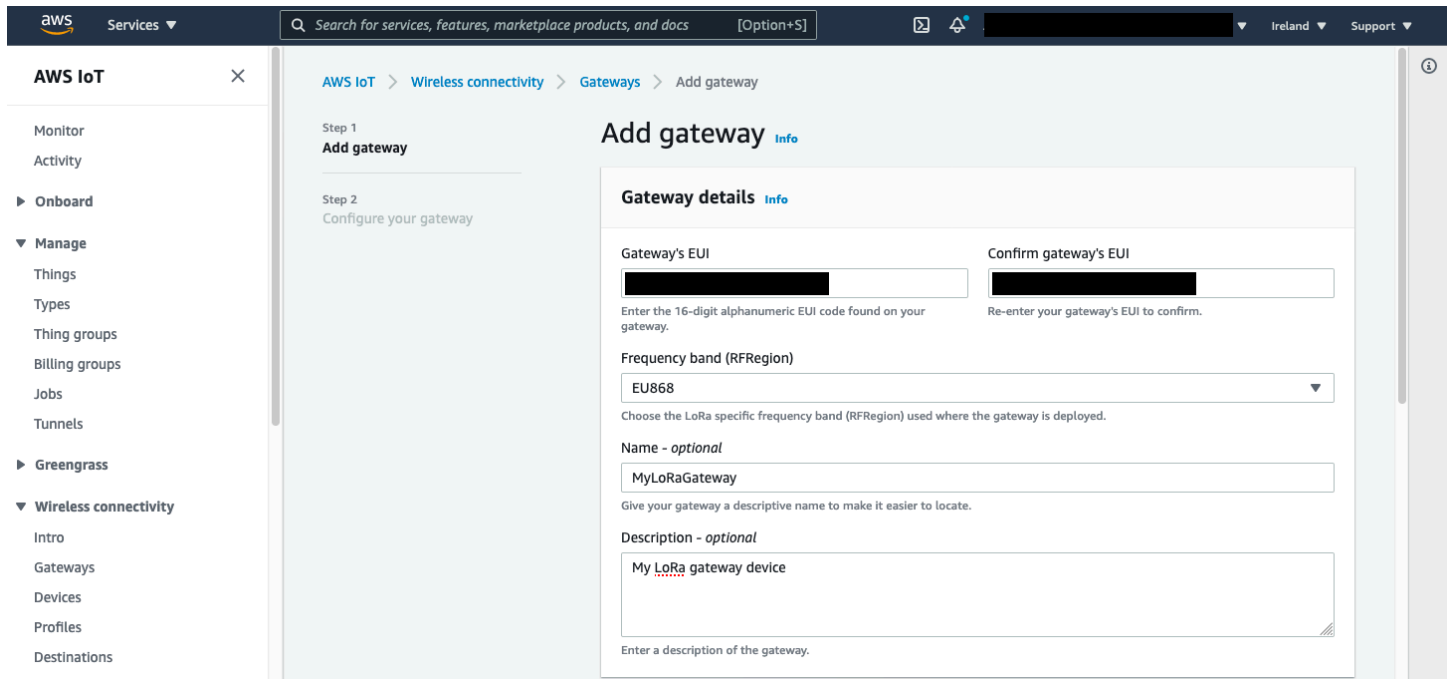 aws
Services
Search for services, features, marketplace products, and docs
[Option+S]
Ireland
Support
AWS IoT
Monitor
Activity
Onboard
Manage
Things
Types
Thing groups
Billing groups
Jobs
Tunnels
Greengrass
Wireless connectivity
Intro
Gateways
Devices
Profiles
Destinations
AWS IoT
Wireless connectivity
Gateways
Add gateway
Step 1
Add gateway
Step 2
Configure your gateway
Add gateway Info
Gateway details Info
Gateway's EUI
Enter the 16-digit alphanumeric EUI code found on your
gateway.
Confirm gateway's EUI
Re-enter your gateway's EUI to confirm.
Frequency band (RFRegion)
EU868
Choose the LoRa specific frequency band (RFRegion) used where the gateway is deployed.
Name - optional
MyLoRaGateway
Give your gateway a descriptive name to make it easier to locate.
Description - optional
My LoRa gateway device
Enter a description of the gateway.